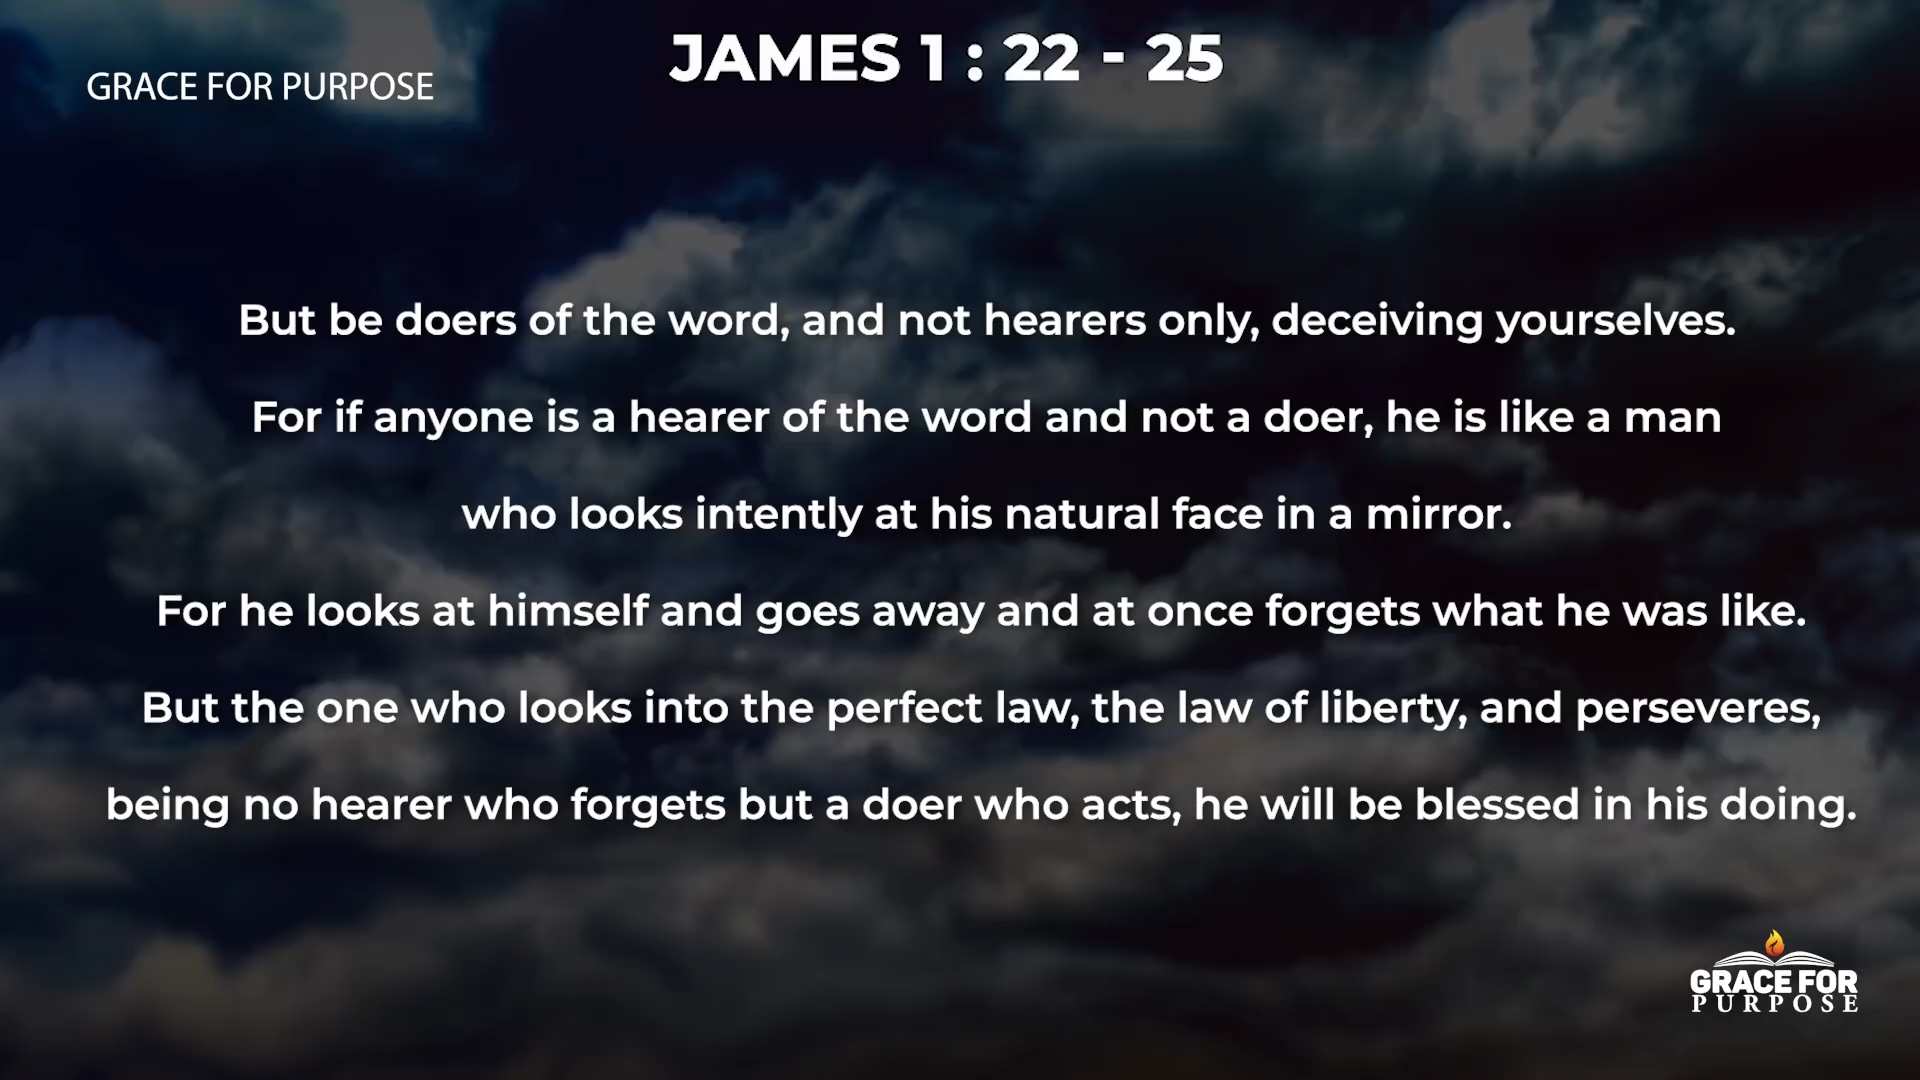 JAMES 1 : 22 - 25
GRACE FOR PURPOSE
But be doers of the word, and not hearers only, deceiving yourselves.
For if anyone is a hearer of the word and not a doer, he is like a man
who looks intently at his natural face in a mirror.
For he looks at himself and goes away and at once forgets what he was like.
But the one who looks into the perfect law, the law of liberty, and perseveres,
being no hearer who forgets but a doer who acts, he will be blessed in his doing.
GRACE FOR
PURPOSE